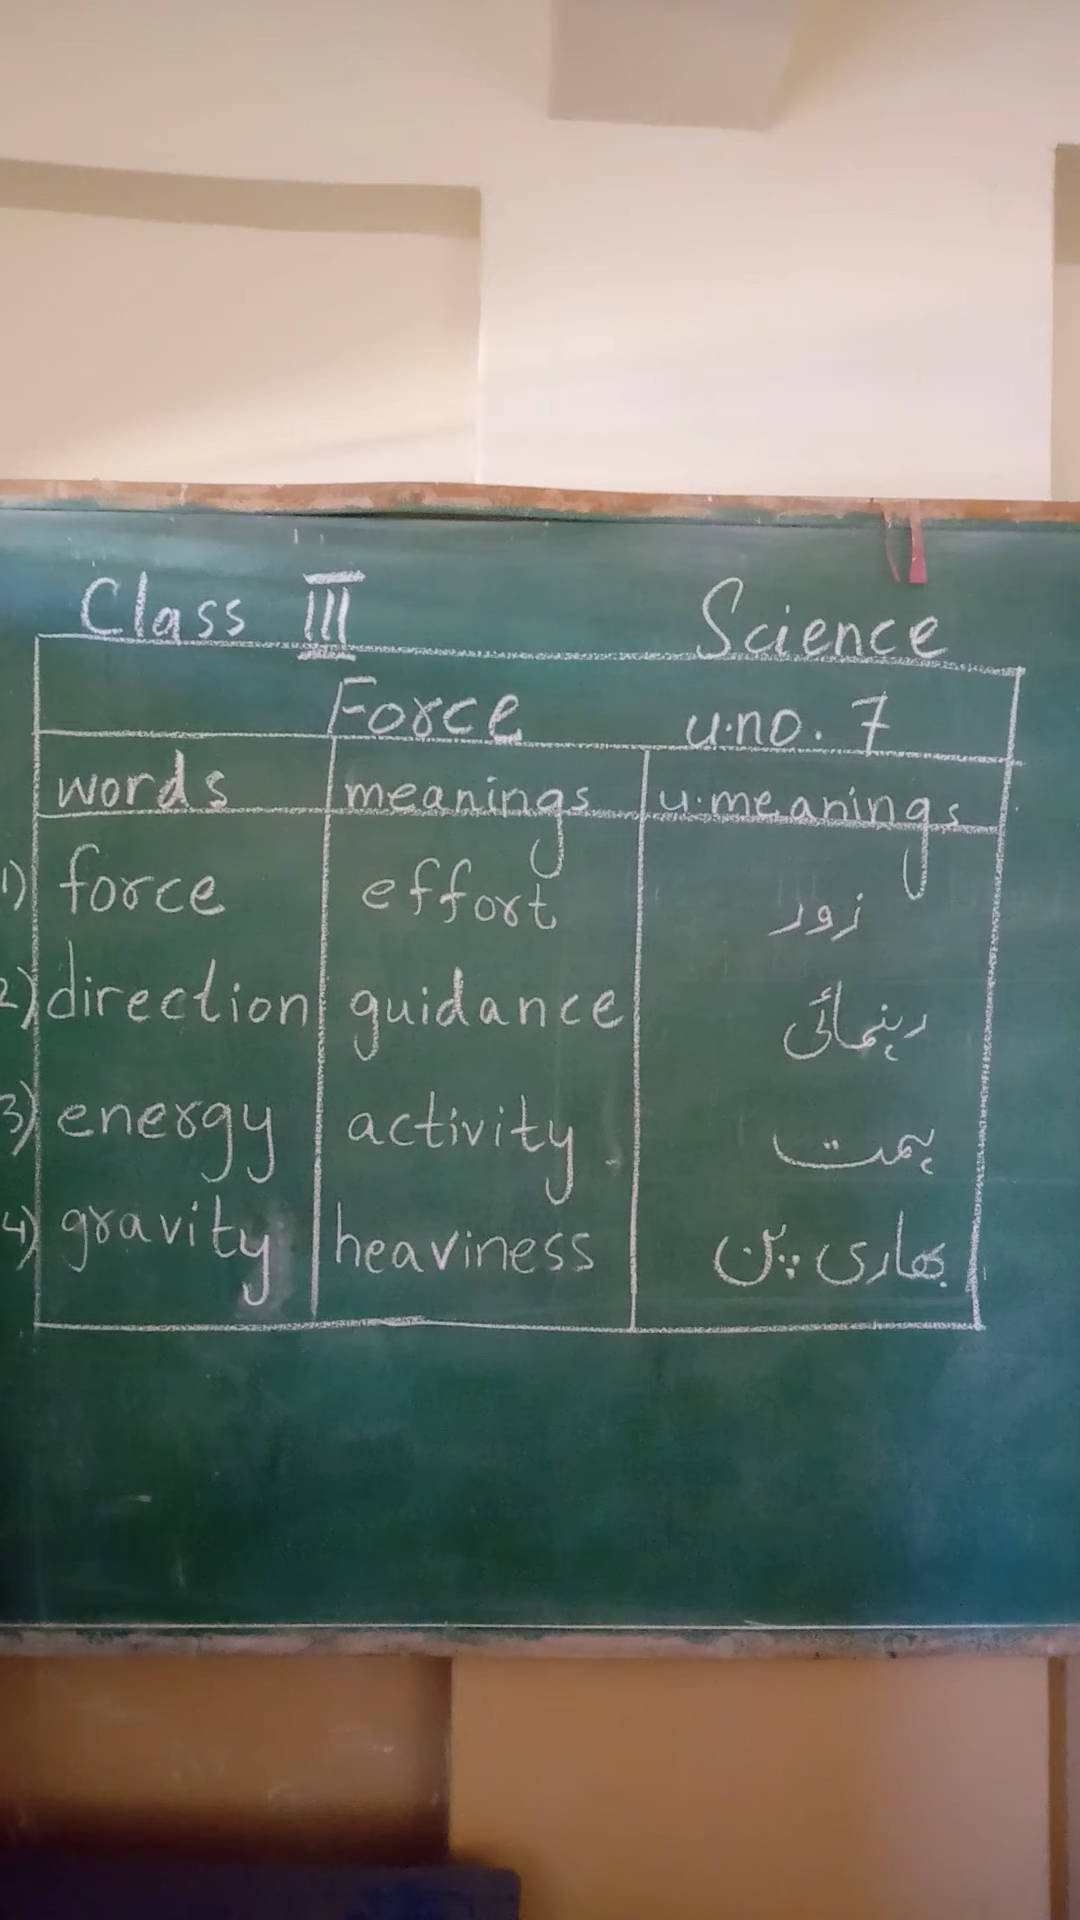 Class III Science
Force u.no. 7
words meanings u.meanings
1) force effort زور
2) direction guidance رہنمائی
3) energy activity ہمت
4) gravity heaviness بھاری پن